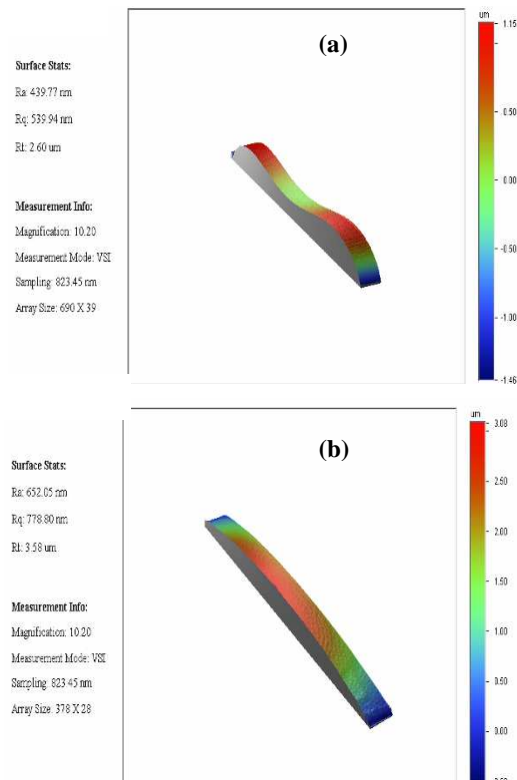 (a)
Surface Stats:
Ra: 439.77 nm
Rq: 539.94 nm
Rt: 2.60 um
Measurement Info:
Magnification: 10.20
Measurement Mode: VSI
Sampling: 823.45 nm
Array Size: 690 X 39
um
1.15
0.50
0.00
-0.50
-1.00
-1.46
(b)
Surface Stats:
Ra: 652.05 nm
Rq: 778.80 nm
Rt: 3.58 um
Measurement Info:
Magnification: 10.20
Measurement Mode: VSI
Sampling: 823.45 nm
Array Size: 378 X 28
um
3.08
2.50
2.00
1.50
1.00
0.00